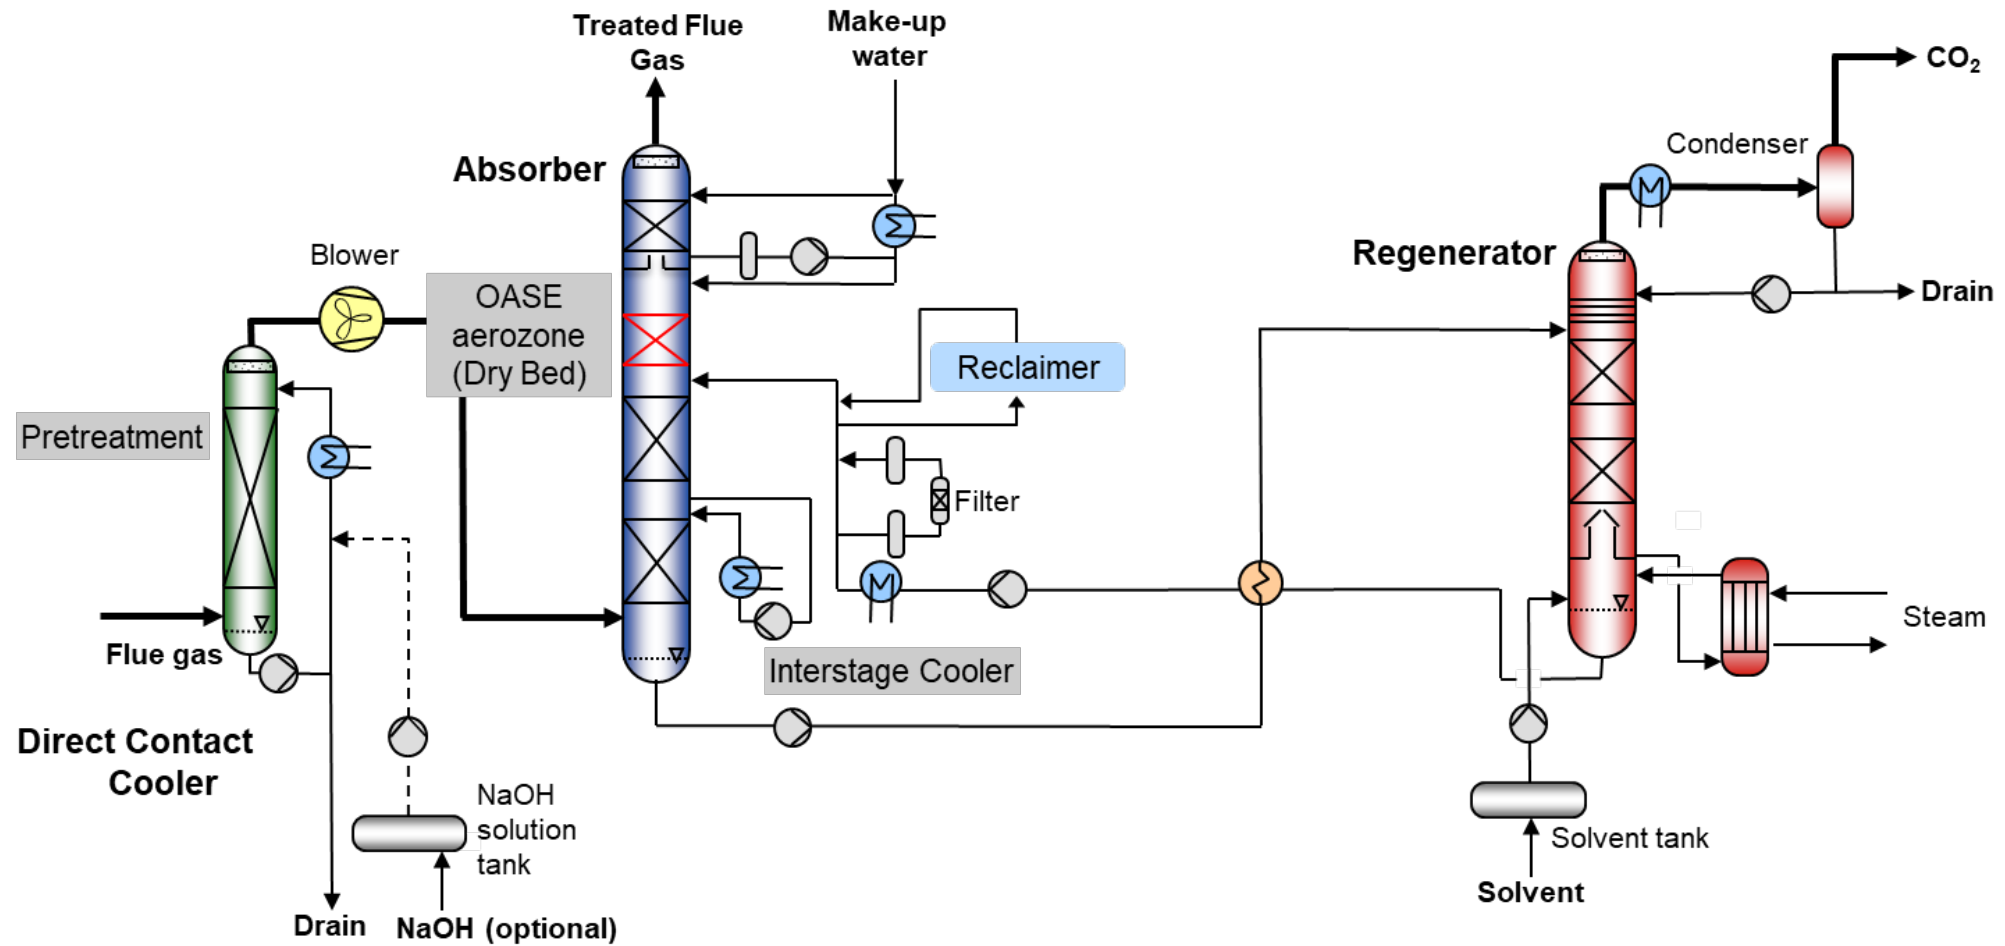 Treated Flue
Gas
Make-up
water
CO₂
Condenser
Absorber
Regenerator
Blower
OASE
aerozone
(Dry Bed)
Drain
Reclaimer
Pretreatment
Filter
Steam
Flue gas
Interstage Cooler
Direct Contact
Cooler
NaOH
solution
tank
Solvent tank
Solvent
Drain
NaOH (optional)